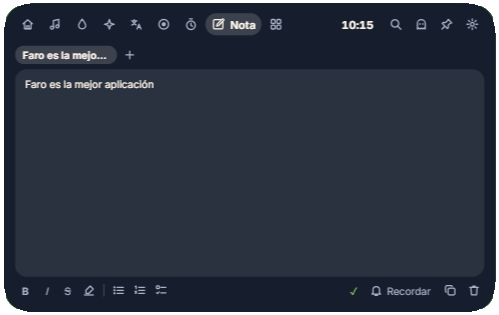 Nota
10:15
Faro es la mejo...
Faro es la mejor aplicación
B I S
Recordar